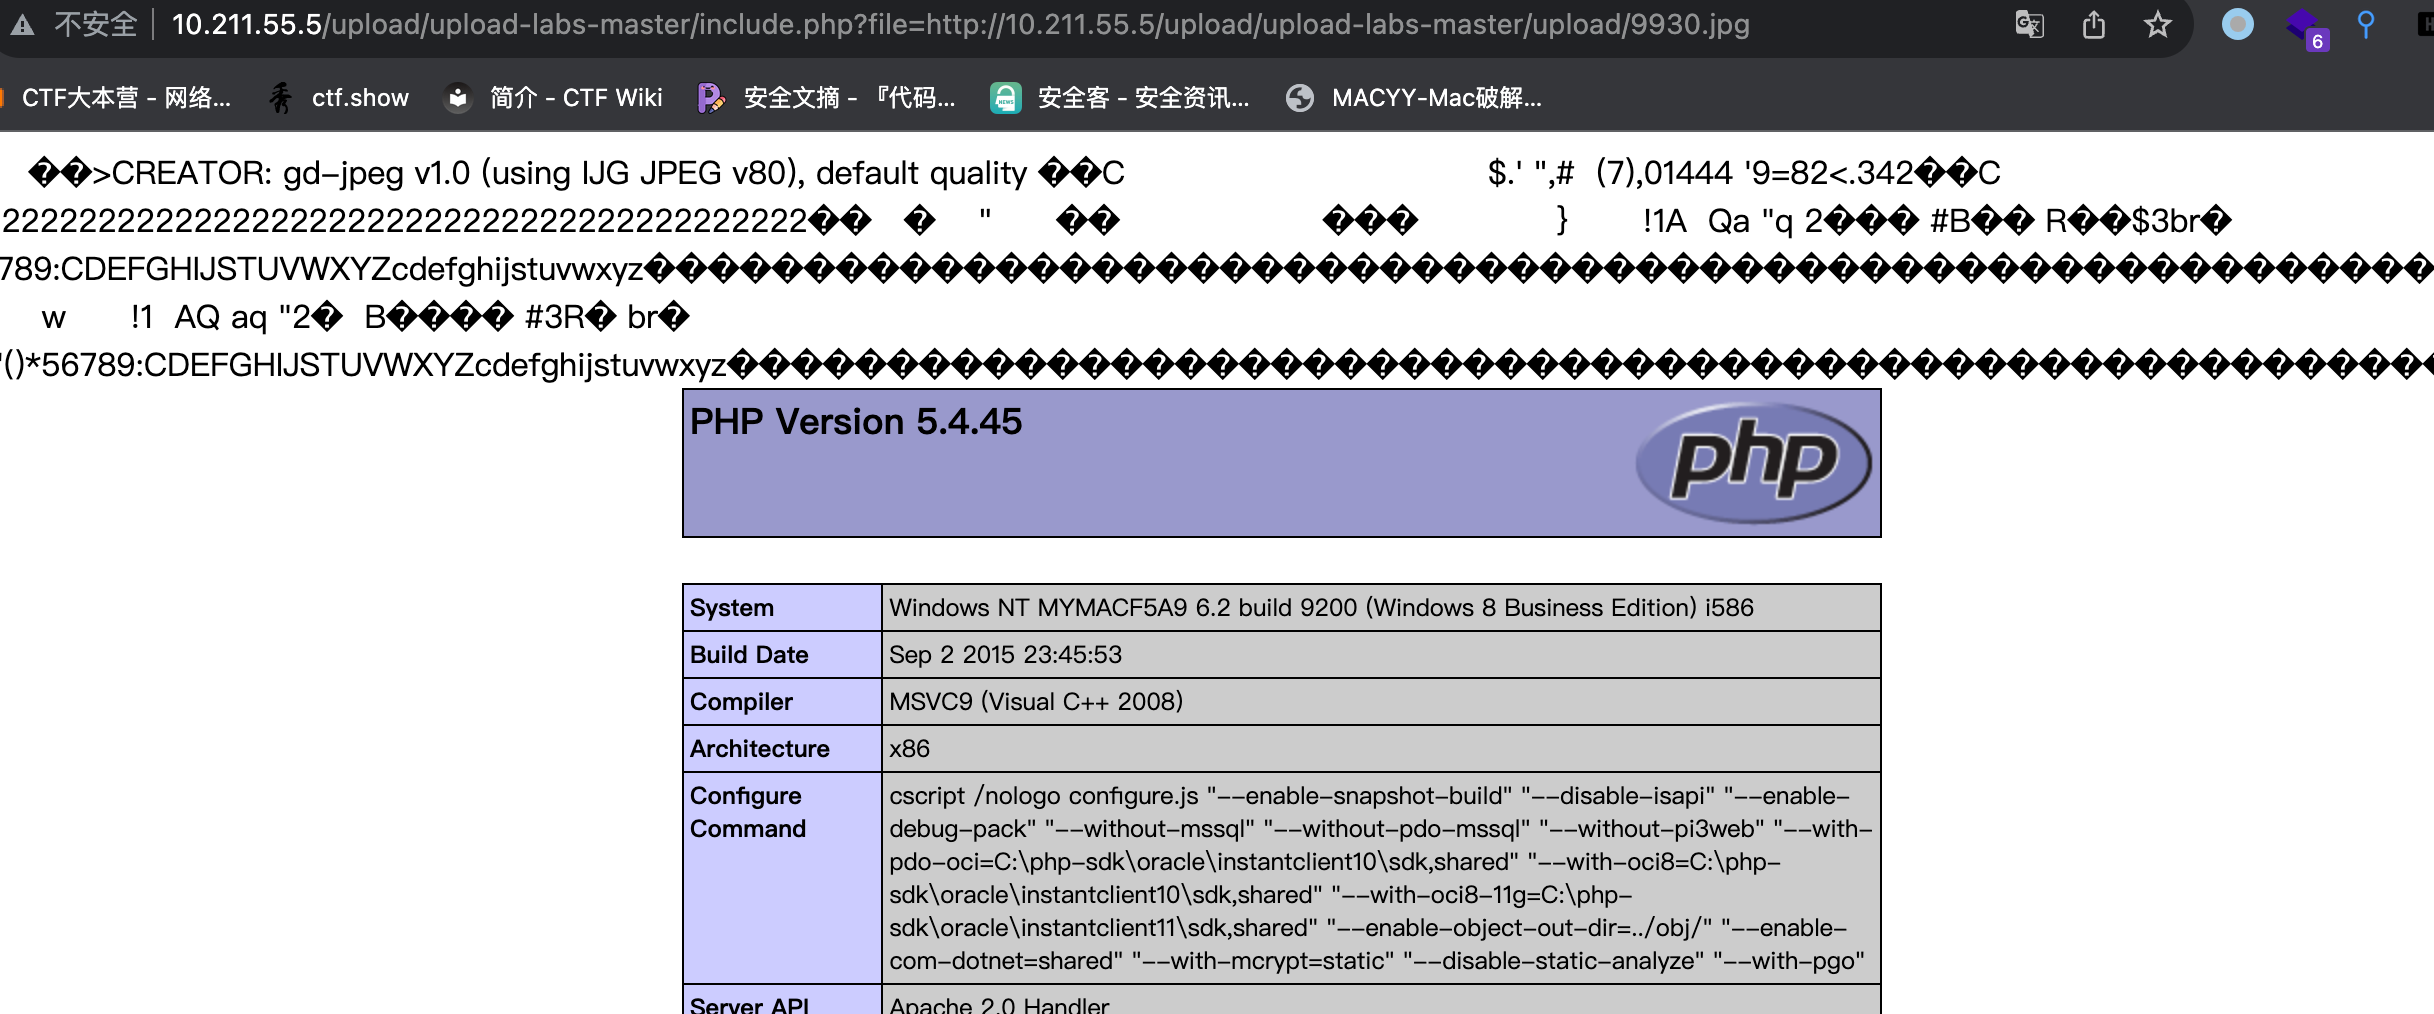 不安全 10.211.55.5/upload/upload-labs-master/include.php?file=http://10.211.55.5/upload/upload-labs-master/upload/9930.jpg
6
CTF大本营 - 网络... ctf.show 简介 - CTF Wiki 安全文摘 - 『代码... 安全客 - 安全资讯... MACYY-Mac破解...
��>CREATOR: gd-jpeg v1.0 (using IJG JPEG v80), default quality ��C $.' ",# (7),01444 '9=82<.342��C
2222222222222222222222222222222222222222222222222�� � " �� ��� } !1A Qa "q 2��� #B�� R��$3br�
789:CDEFGHIJSTUVWXYZcdefghijstuvwxyz��������������������������������������������������������
w !1 AQ aq "2� B���� #3R� br�
'()*56789:CDEFGHIJSTUVWXYZcdefghijstuvwxyz������������������������������������������������������
PHP Version 5.4.45
php
System Windows NT MYMACF5A9 6.2 build 9200 (Windows 8 Business Edition) i586
Build Date Sep 2 2015 23:45:53
Compiler MSVC9 (Visual C++ 2008)
Architecture x86
Configure Command cscript /nologo configure.js "--enable-snapshot-build" "--disable-isapi" "--enable-
debug-pack" "--without-mssql" "--without-pdo-mssql" "--without-pi3web" "--with-
pdo-oci=C:\php-sdk\oracle\instantclient10\sdk,shared" "--with-oci8=C:\php-
sdk\oracle\instantclient10\sdk,shared" "--with-oci8-11g=C:\php-
sdk\oracle\instantclient11\sdk,shared" "--enable-object-out-dir=../obj/" "--enable-
com-dotnet=shared" "--with-mcrypt=static" "--disable-static-analyze" "--with-pgo"
Server API Apache 2.0 Handler